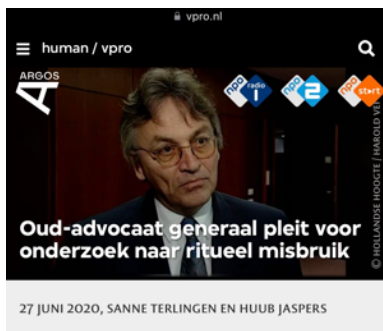 vpro.nl
human / vpro
ARGOS
npo radio 1
npo 2
npo start
Oud-advocaat generaal pleit voor
onderzoek naar ritueel misbruik
© HOLLANDSE HOOGTE / HAROLD
27 JUNI 2020, SANNE TERLINGEN EN HUUB JASPERS